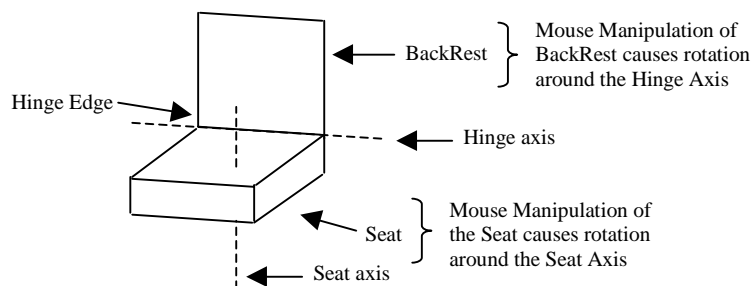 Mouse Manipulation of
BackRest causes rotation
around the Hinge Axis
BackRest
Hinge Edge
Hinge axis
Mouse Manipulation of
the Seat causes rotation
around the Seat Axis
Seat
Seat axis